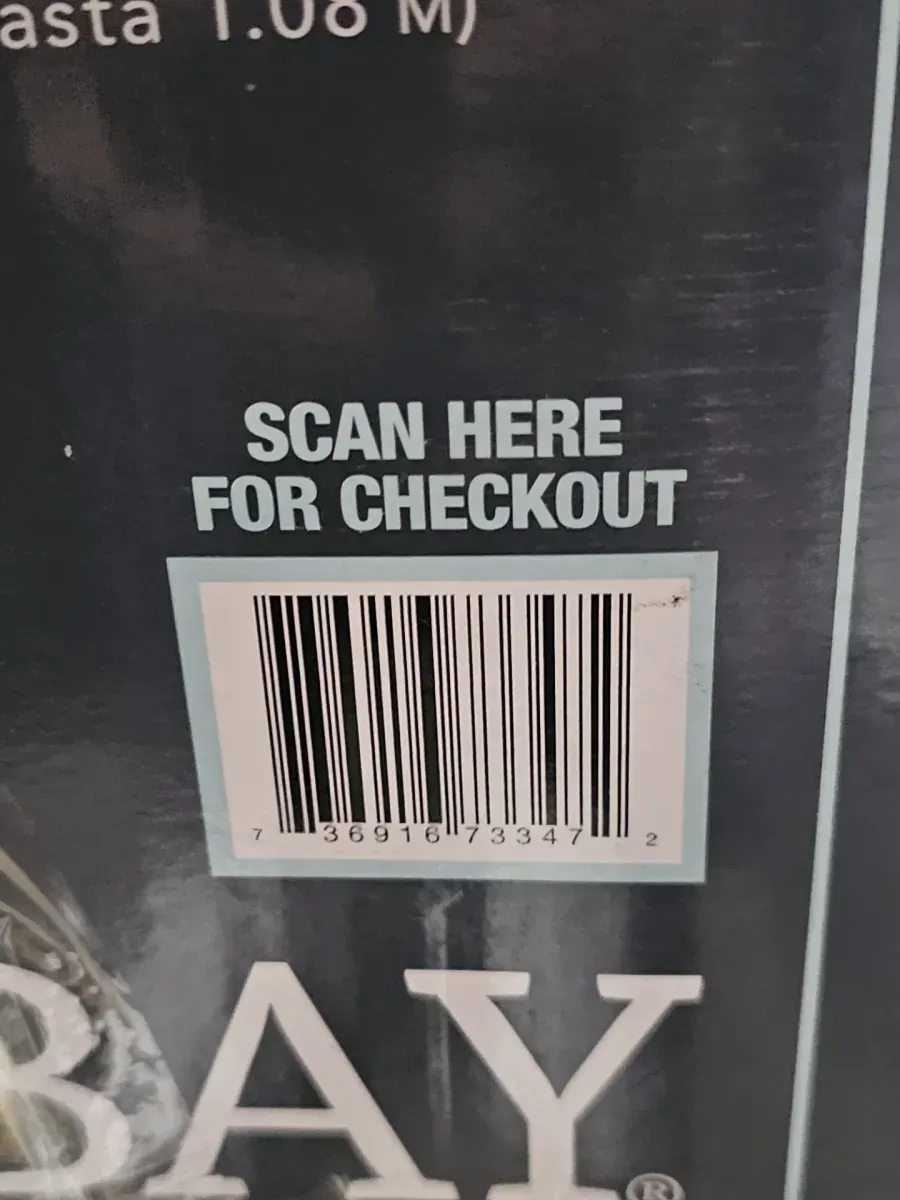 asta 1.08 M)
SCAN HERE
FOR CHECKOUT
7 36916 73347 2
BAY®